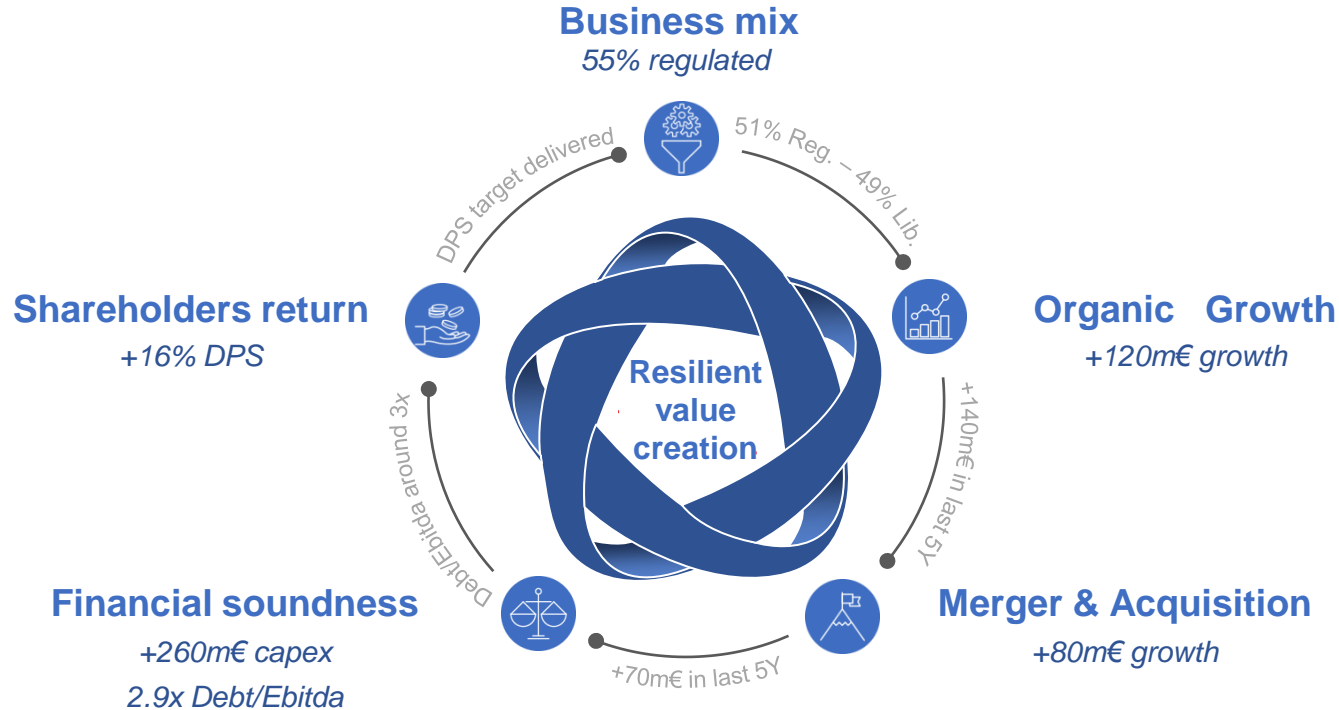 Business mix
55% regulated
51% Reg. – 49% Lib.
DPS target delivered
Shareholders return
+16% DPS
Organic Growth
+120m€ growth
Resilient
value
creation
+140m€ in last 5Y
Debt/Ebitda around 3x
Financial soundness
+260m€ capex
2.9x Debt/Ebitda
Merger & Acquisition
+80m€ growth
+70m€ in last 5Y